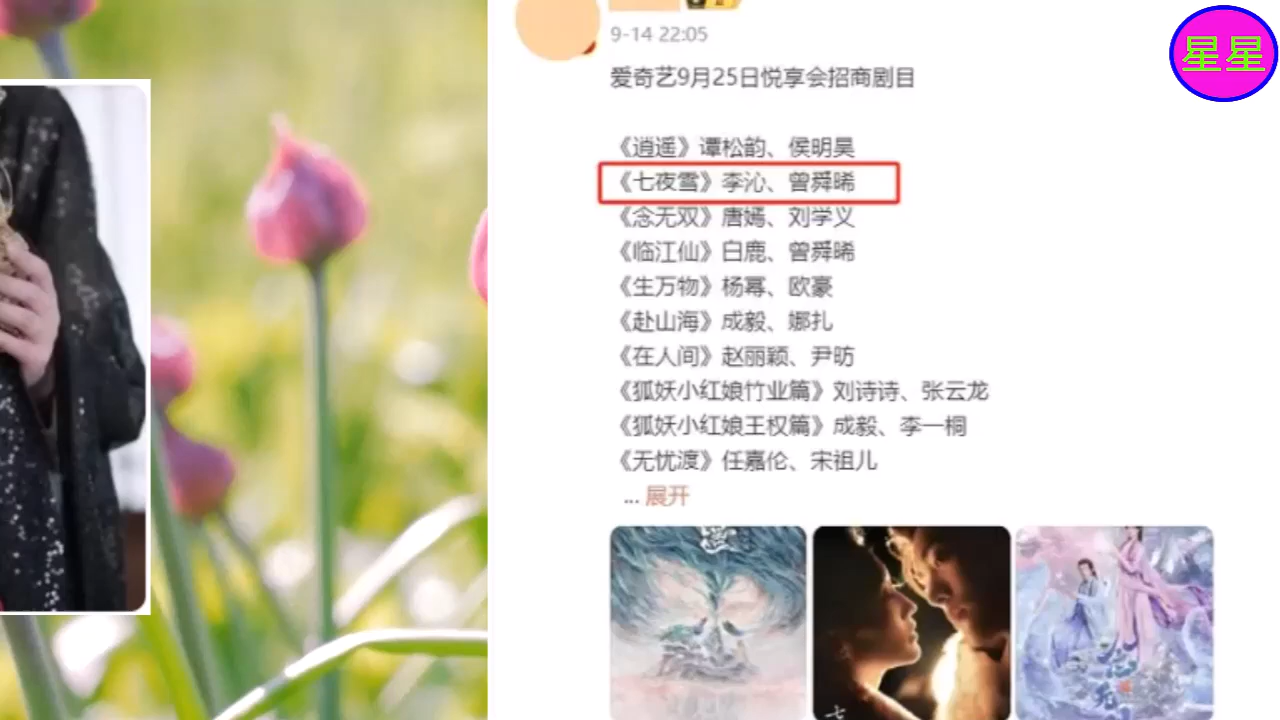 9-14 22:05
星星
爱奇艺9月25日悦享会招商剧目
《逍遥》谭松韵、侯明昊
《七夜雪》李沁、曾舜晞
《念无双》唐嫣、刘学义
《临江仙》白鹿、曾舜晞
《生万物》杨幂、欧豪
《赴山海》成毅、娜扎
《在人间》赵丽颖、尹昉
《狐妖小红娘竹业篇》刘诗诗、张云龙
《狐妖小红娘王权篇》成毅、李一桐
《无忧渡》任嘉伦、宋祖儿
... 展开